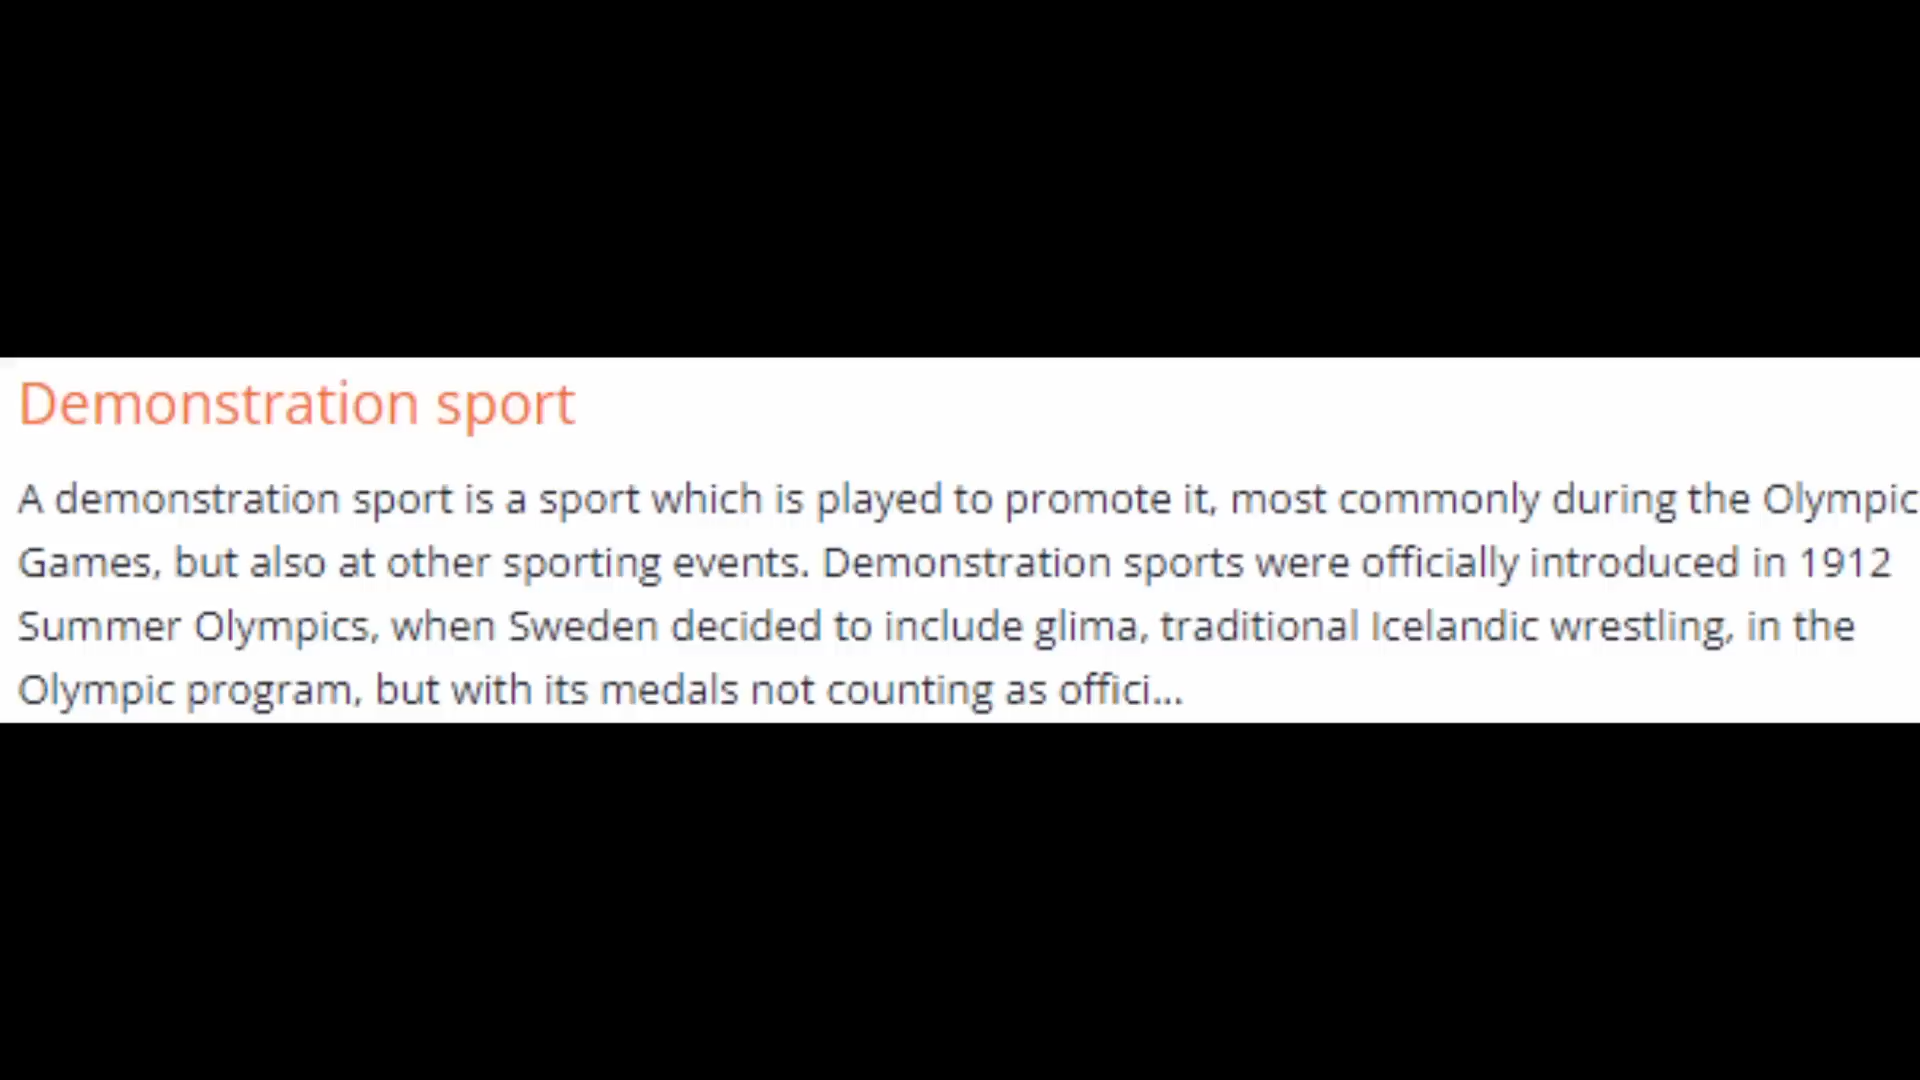 Demonstration sport
A demonstration sport is a sport which is played to promote it, most commonly during the Olympic
Games, but also at other sporting events. Demonstration sports were officially introduced in 1912
Summer Olympics, when Sweden decided to include glima, traditional Icelandic wrestling, in the
Olympic program, but with its medals not counting as offici...